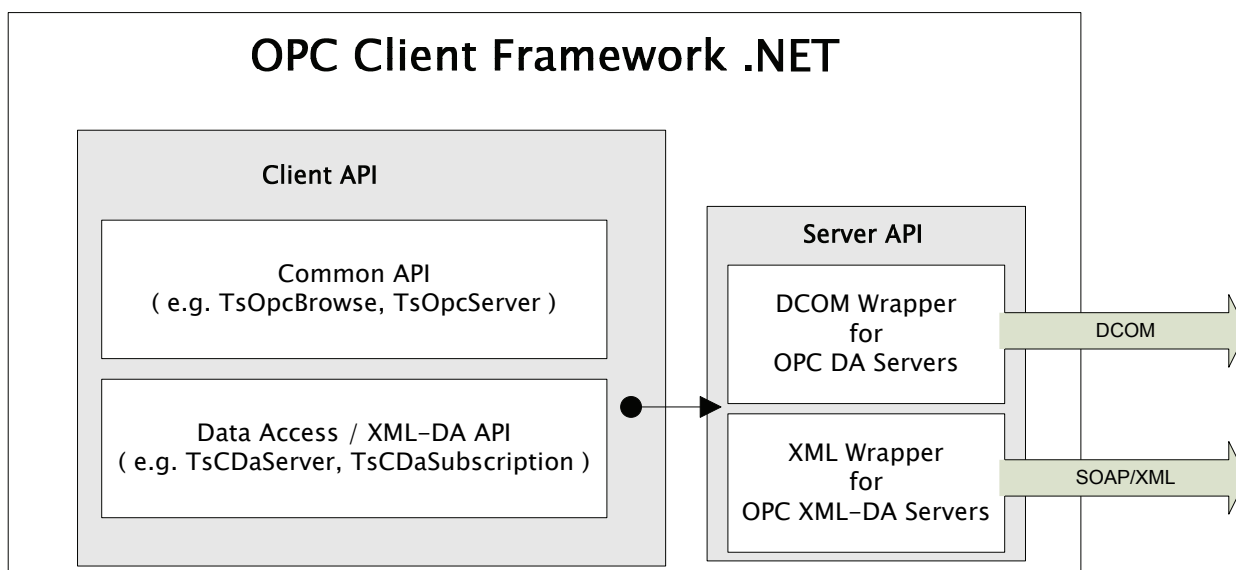 OPC Client Framework .NET
Client API
Common API
( e.g. TsOpcBrowse, TsOpcServer )
Data Access / XML-DA API
( e.g. TsCDaServer, TsCDaSubscription )
Server API
DCOM Wrapper
for
OPC DA Servers
DCOM
XML Wrapper
for
OPC XML-DA Servers
SOAP/XML